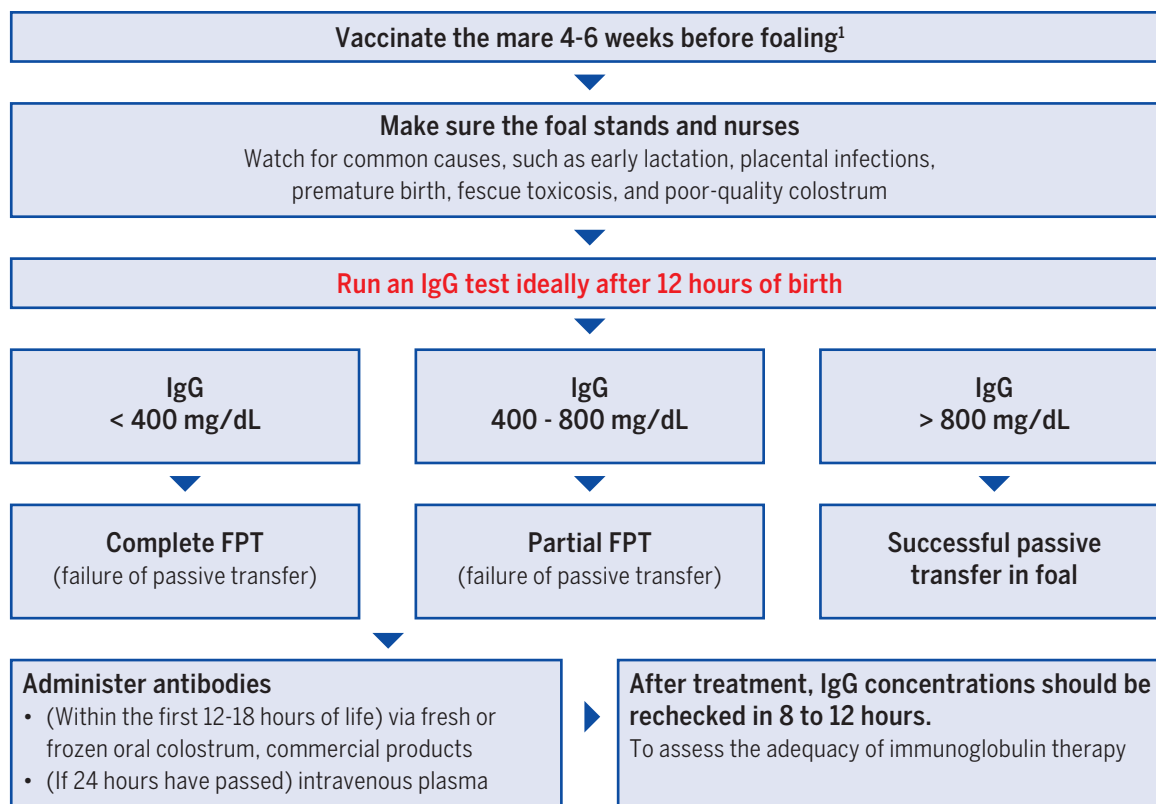 Vaccinate the mare 4-6 weeks before foaling¹
Make sure the foal stands and nurses
Watch for common causes, such as early lactation, placental infections,
premature birth, fescue toxicosis, and poor-quality colostrum
Run an IgG test ideally after 12 hours of birth
IgG
< 400 mg/dL
IgG
400 - 800 mg/dL
IgG
> 800 mg/dL
Complete FPT
(failure of passive transfer)
Partial FPT
(failure of passive transfer)
Successful passive
transfer in foal
Administer antibodies
• (Within the first 12-18 hours of life) via fresh or
frozen oral colostrum, commercial products
• (If 24 hours have passed) intravenous plasma
After treatment, IgG concentrations should be
rechecked in 8 to 12 hours.
To assess the adequacy of immunoglobulin therapy